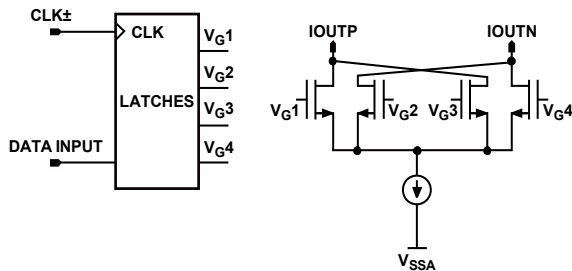 CLK±
CLK
LATCHES
DATA INPUT
VG1
VG2
VG3
VG4
IOUTP
IOUTN
VG1
VG2
VG3
VG4
VSSA